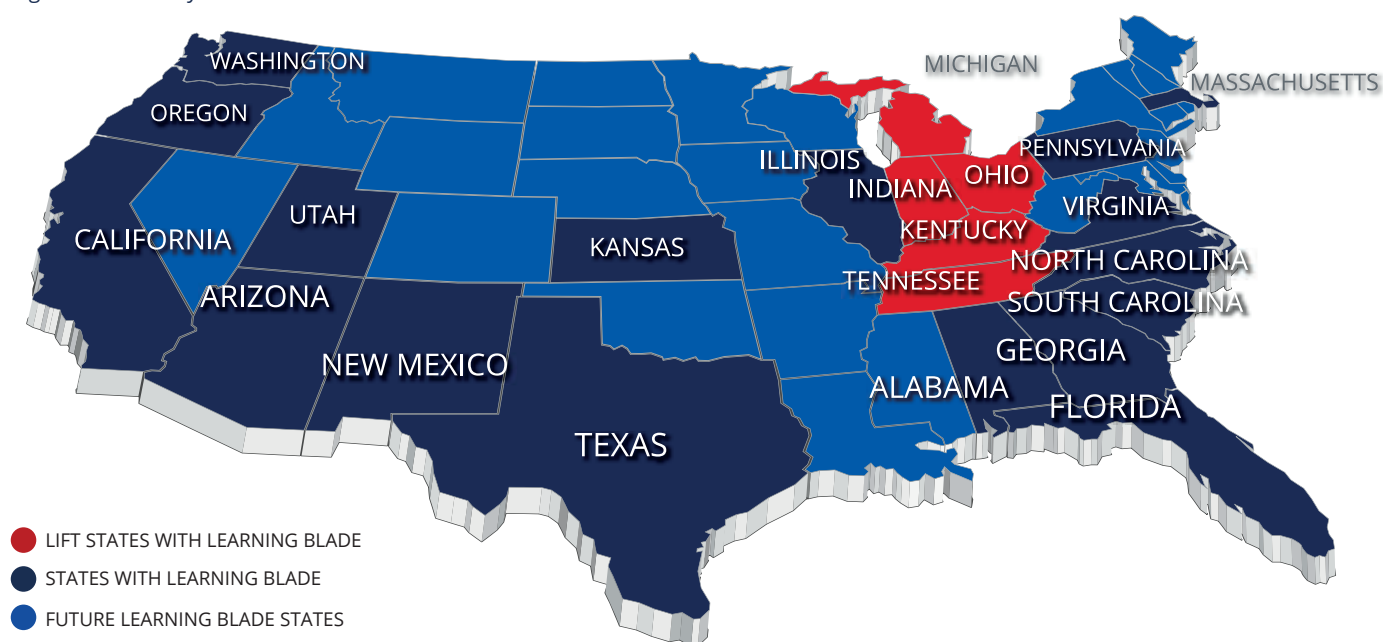 WASHINGTON
MICHIGAN
MASSACHUSETTS
OREGON
PENNSYLVANIA
ILLINOIS
OHIO
INDIANA
UTAH
VIRGINIA
CALIFORNIA
KANSAS
KENTUCKY
NORTH CAROLINA
TENNESSEE
ARIZONA
SOUTH CAROLINA
GEORGIA
NEW MEXICO
ALABAMA
FLORIDA
TEXAS
LIFT STATES WITH LEARNING BLADE
STATES WITH LEARNING BLADE
FUTURE LEARNING BLADE STATES